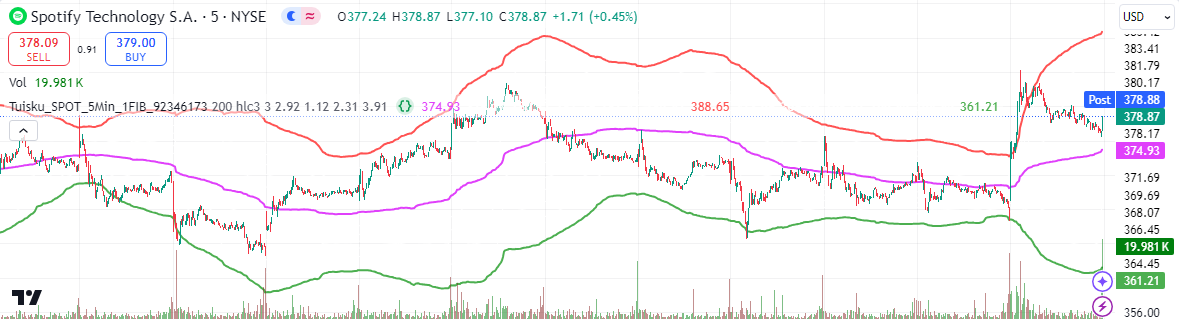 Spotify Technology S.A. · 5 · NYSE O377.24 H378.87 L377.10 C378.87 +1.71 (+0.45%)
USD
378.09 SELL 0.91 379.00 BUY
Vol 19.981 K
Tuisku_SPOT_5Min_1FIB_92346173 200 hlc3 3 2.92 1.12 2.31 3.91 374.93 388.65 361.21
383.41
381.79
380.17
Post 378.88
378.87
378.17
374.93
371.69
369.69
368.07
366.45
19.981 K
364.45
361.21
356.00